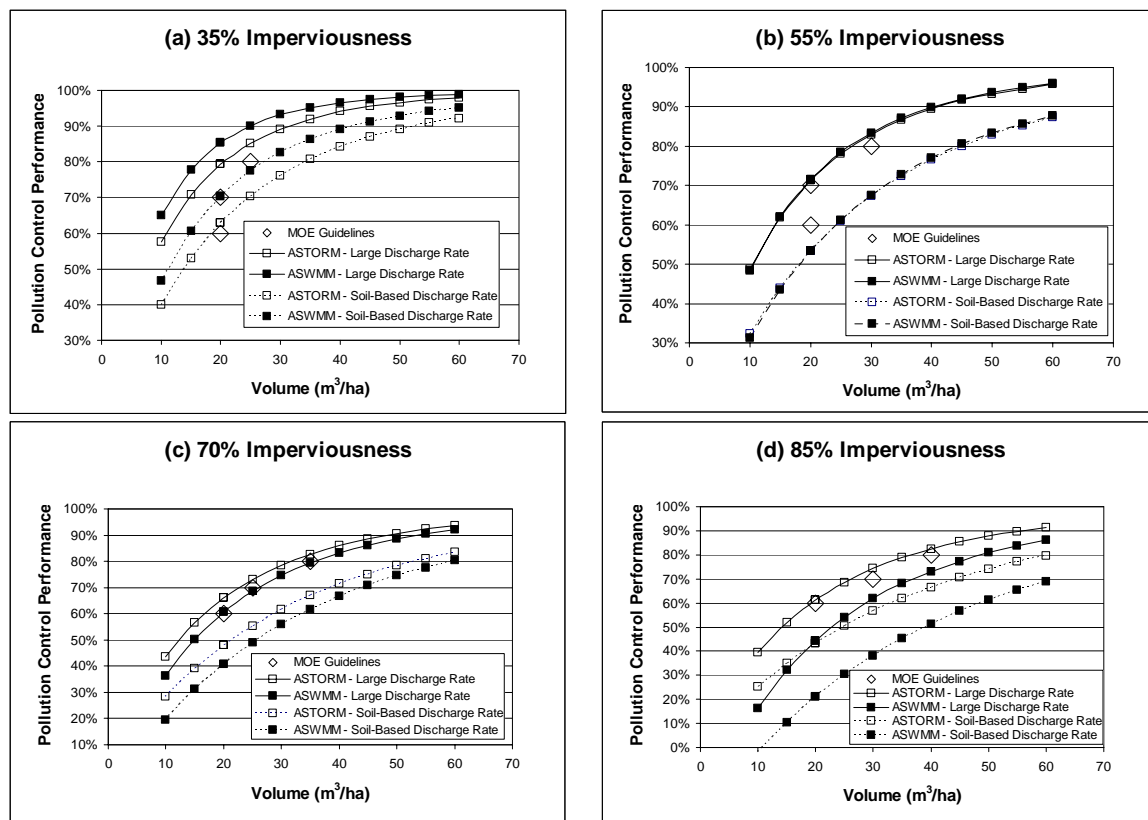 (a) 35% Imperviousness
100%
90%
80%
70%
60%
50%
40%
30%
0 10 20 30 40 50 60 70
Pollution Control Performance
Volume (m³/ha)
MOE Guidelines
ASTORM - Large Discharge Rate
ASWMM - Large Discharge Rate
ASTORM - Soil-Based Discharge Rate
ASWMM - Soil-Based Discharge Rate
(b) 55% Imperviousness
100%
90%
80%
70%
60%
50%
40%
30%
0 10 20 30 40 50 60 70
Pollution Control Performance
Volume (m³/ha)
MOE Guidelines
ASTORM - Large Discharge Rate
ASWMM - Large Discharge Rate
ASTORM - Soil-Based Discharge Rate
ASWMM - Soil-Based Discharge Rate
(c) 70% Imperviousness
100%
90%
80%
70%
60%
50%
40%
30%
20%
10%
0 10 20 30 40 50 60 70
Pollution Control Performance
Volume (m³/ha)
MOE Guidelines
ASTORM - Large Discharge Rate
ASWMM - Large Discharge Rate
ASTORM - Soil-Based Discharge Rate
ASWMM - Soil-Based Discharge Rate
(d) 85% Imperviousness
100%
90%
80%
70%
60%
50%
40%
30%
20%
10%
0%
0 10 20 30 40 50 60 70
Pollution Control Performance
Volume (m³/ha)
MOE Guidelines
ASTORM - Large Discharge Rate
ASWMM - Large Discharge Rate
ASTORM - Soil-Based Discharge Rate
ASWMM - Soil-Based Discharge Rate